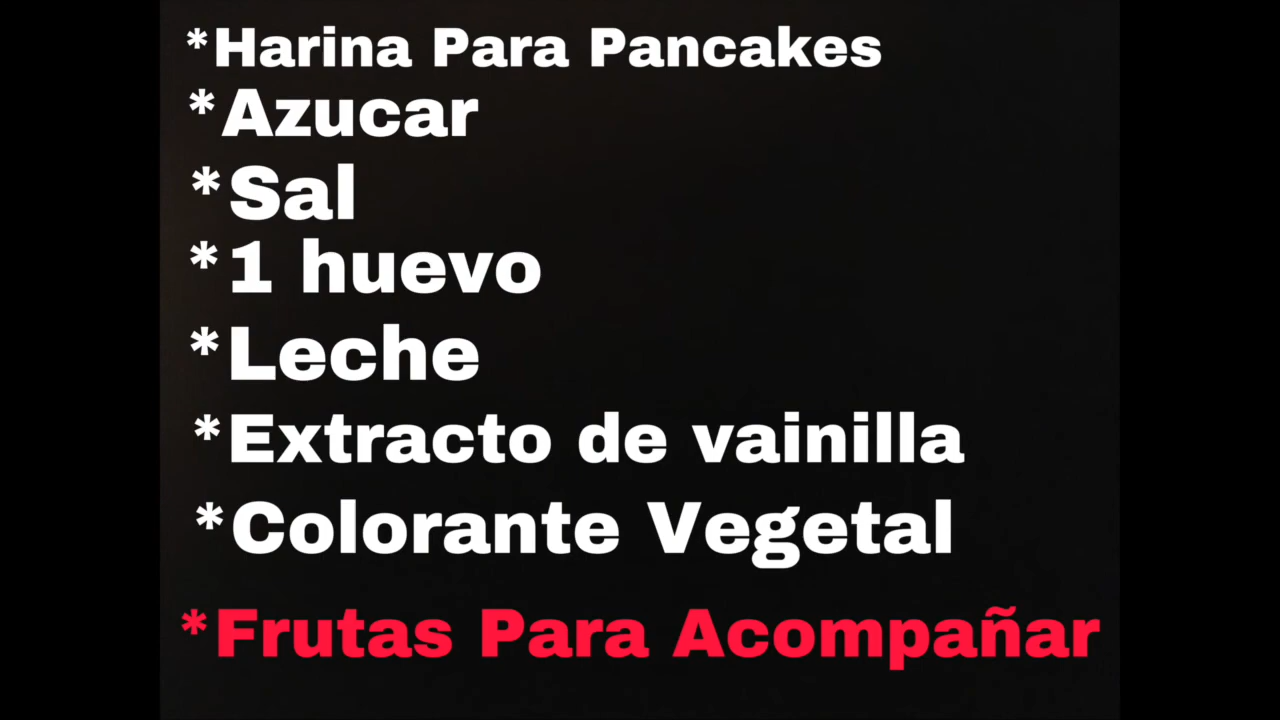 *Harina Para Pancakes
*Azucar
*Sal
*1 huevo
*Leche
*Extracto de vainilla
*Colorante Vegetal
*Frutas Para Acompañar